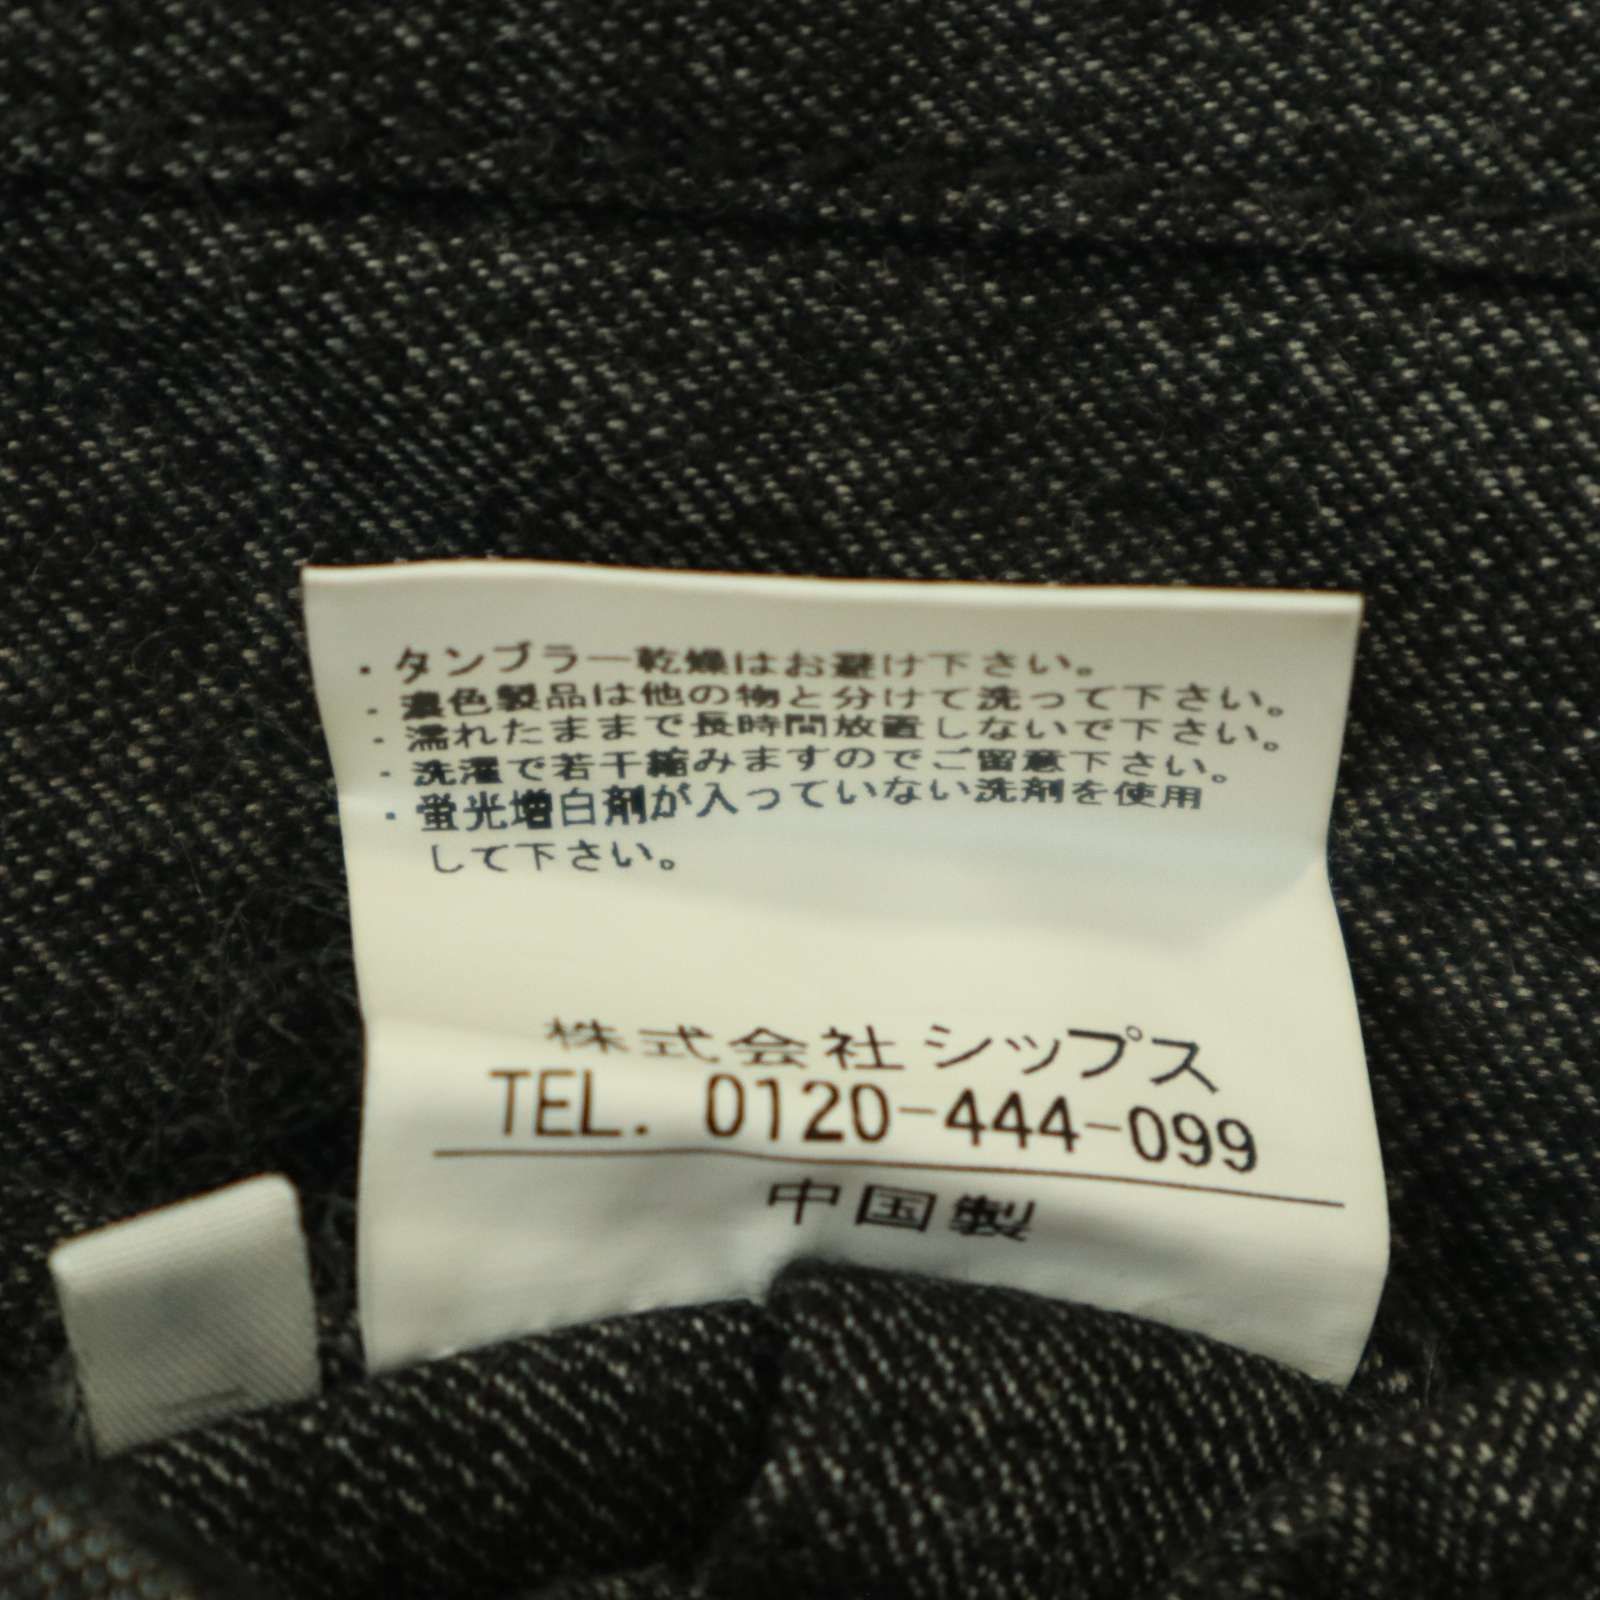 ・タンブラー乾燥はお避け下さい。
・濃色製品は他の物と分けて洗って下さい。
・濡れたままで長時間放置しないで下さい。
・洗濯で若干縮みますのでご留意下さい。
・蛍光増白剤が入っていない洗剤を使用
して下さい。
株式会社シップス
TEL. 0120-444-099
中国製